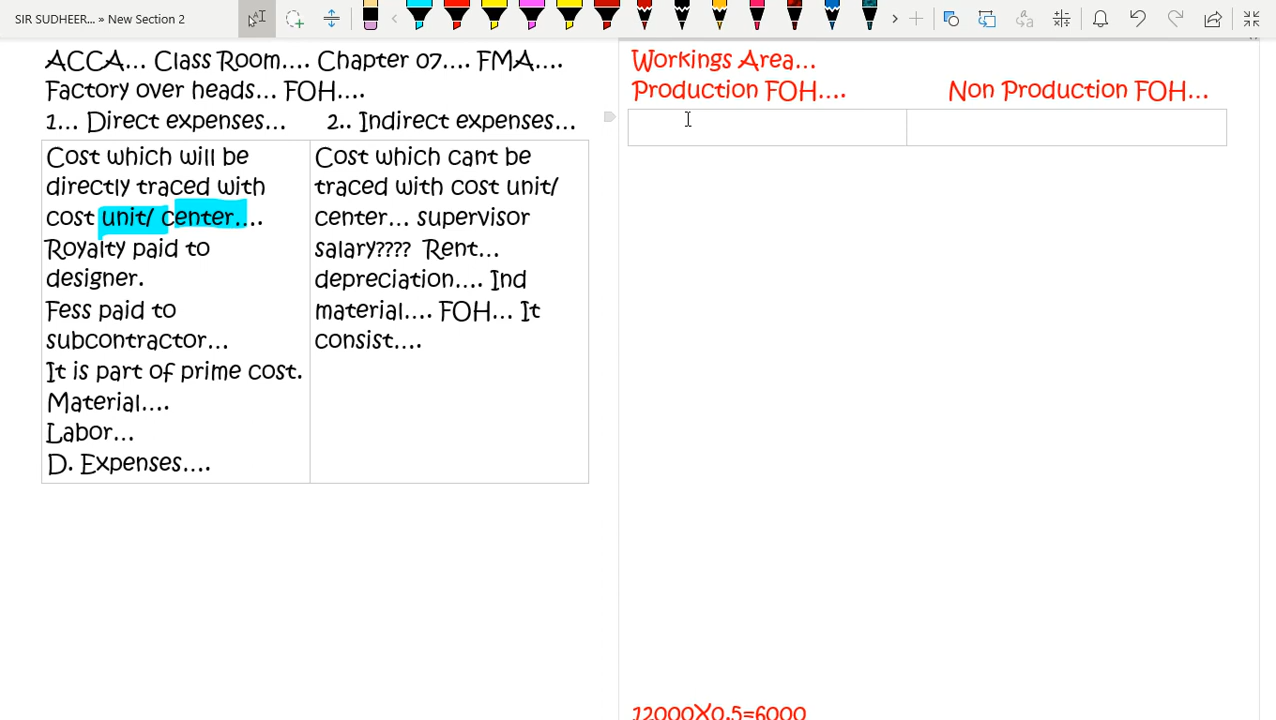 SIR SUDHEER... » New Section 2
ACCA... Class Room.... Chapter 07.... FMA....
Factory over heads... FOH....
1... Direct expenses... 2.. Indirect expenses...
Cost which will be
directly traced with
cost unit/ center....
Royalty paid to
designer.
Fess paid to
subcontractor...
It is part of prime cost.
Material....
Labor...
D. Expenses....
Cost which cant be
traced with cost unit/
center... supervisor
salary???? Rent...
depreciation.... Ind
material.... FOH... It
consist....
Workings Area...
Production FOH.... Non Production FOH...
12000X0.5=6000